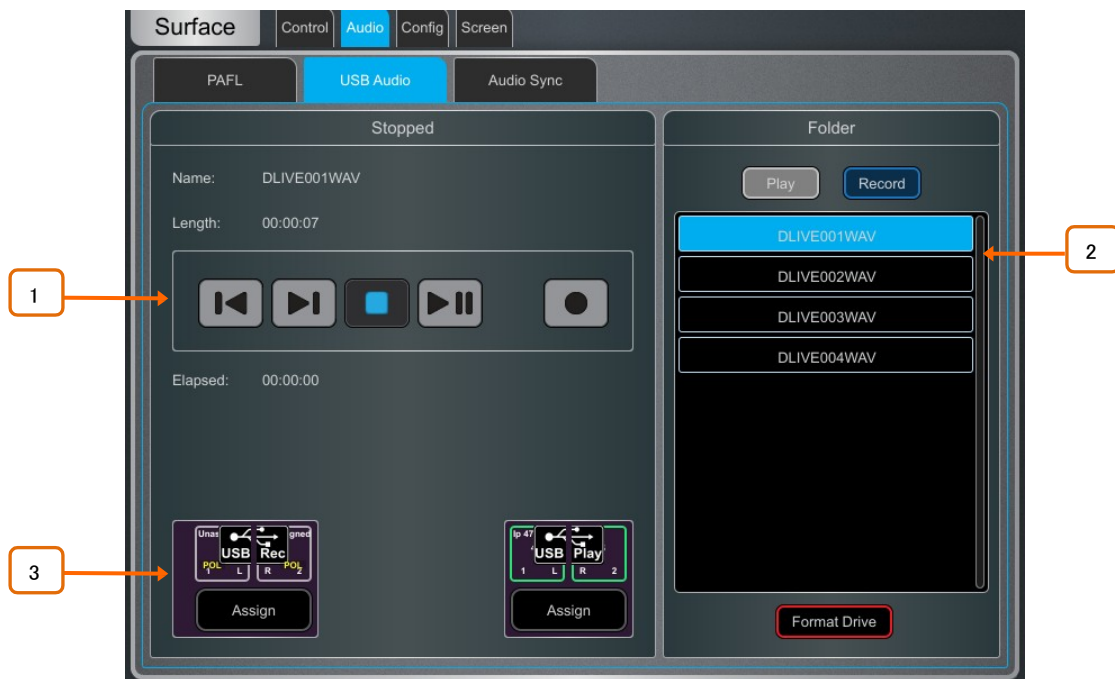 Surface Control Audio Config Screen
PAFL USB Audio Audio Sync
Stopped
Name: DLIVE001WAV
Length: 00:00:07
Elapsed: 00:00:00
Folder
Play Record
DLIVE001WAV
DLIVE002WAV
DLIVE003WAV
DLIVE004WAV
Format Drive
USB Rec
POL POL
1 L R 2
Assign
Ip 47
USB Play
1 L R 2
Assign
1
2
3